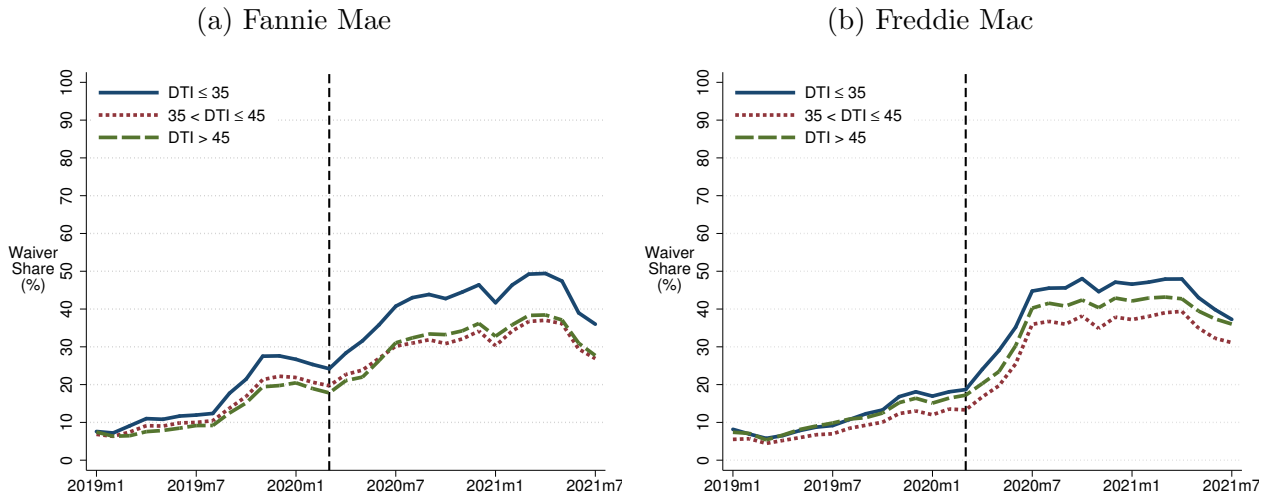 (a) Fannie Mae
100
90
80
70
60
50
40
30
20
10
0
Waiver
Share
(%)
DTI ≤ 35
35 < DTI ≤ 45
DTI > 45
2019m1
2019m7
2020m1
2020m7
2021m1
2021m7
(b) Freddie Mac
100
90
80
70
60
50
40
30
20
10
0
Waiver
Share
(%)
DTI ≤ 35
35 < DTI ≤ 45
DTI > 45
2019m1
2019m7
2020m1
2020m7
2021m1
2021m7